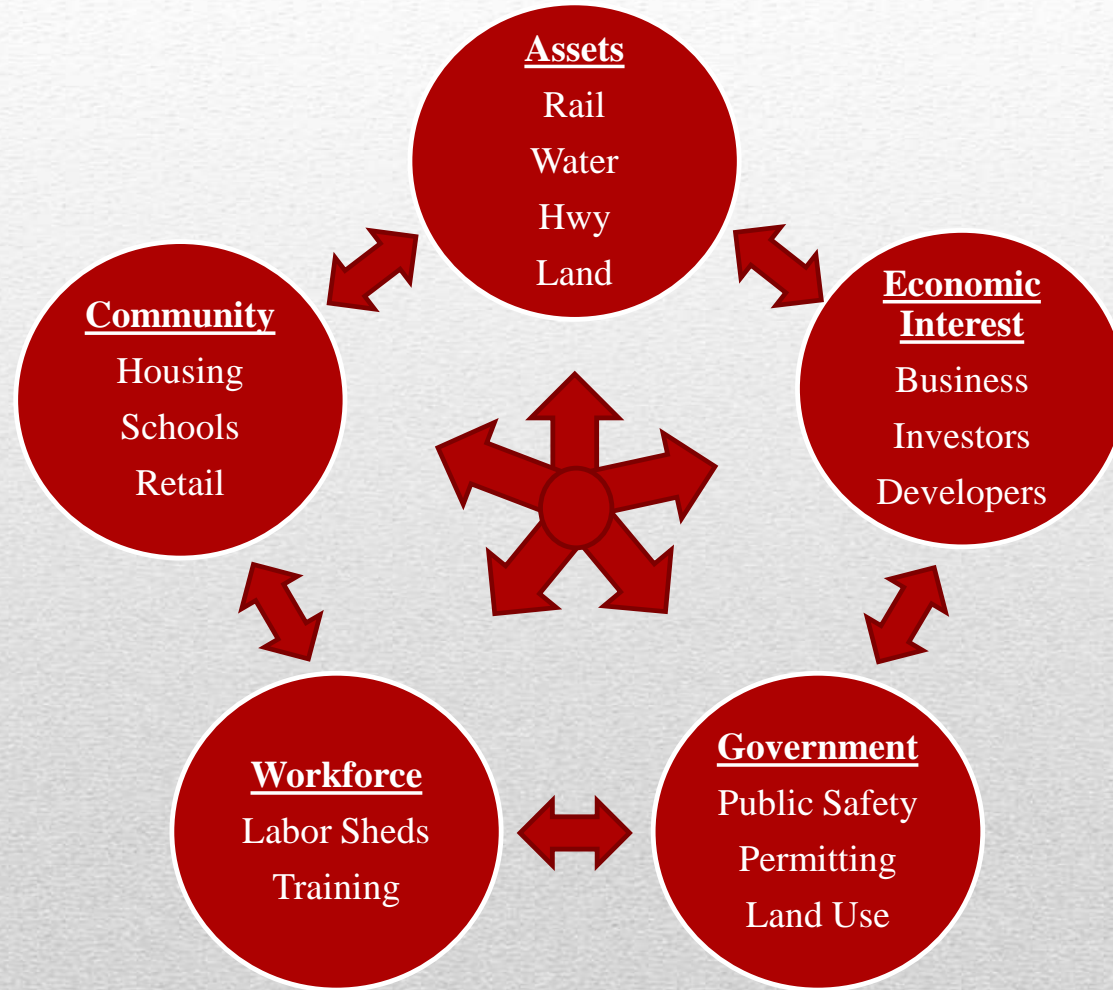 Assets
Rail
Water
Hwy
Land
Economic
Interest
Business
Investors
Developers
Government
Public Safety
Permitting
Land Use
Workforce
Labor Sheds
Training
Community
Housing
Schools
Retail